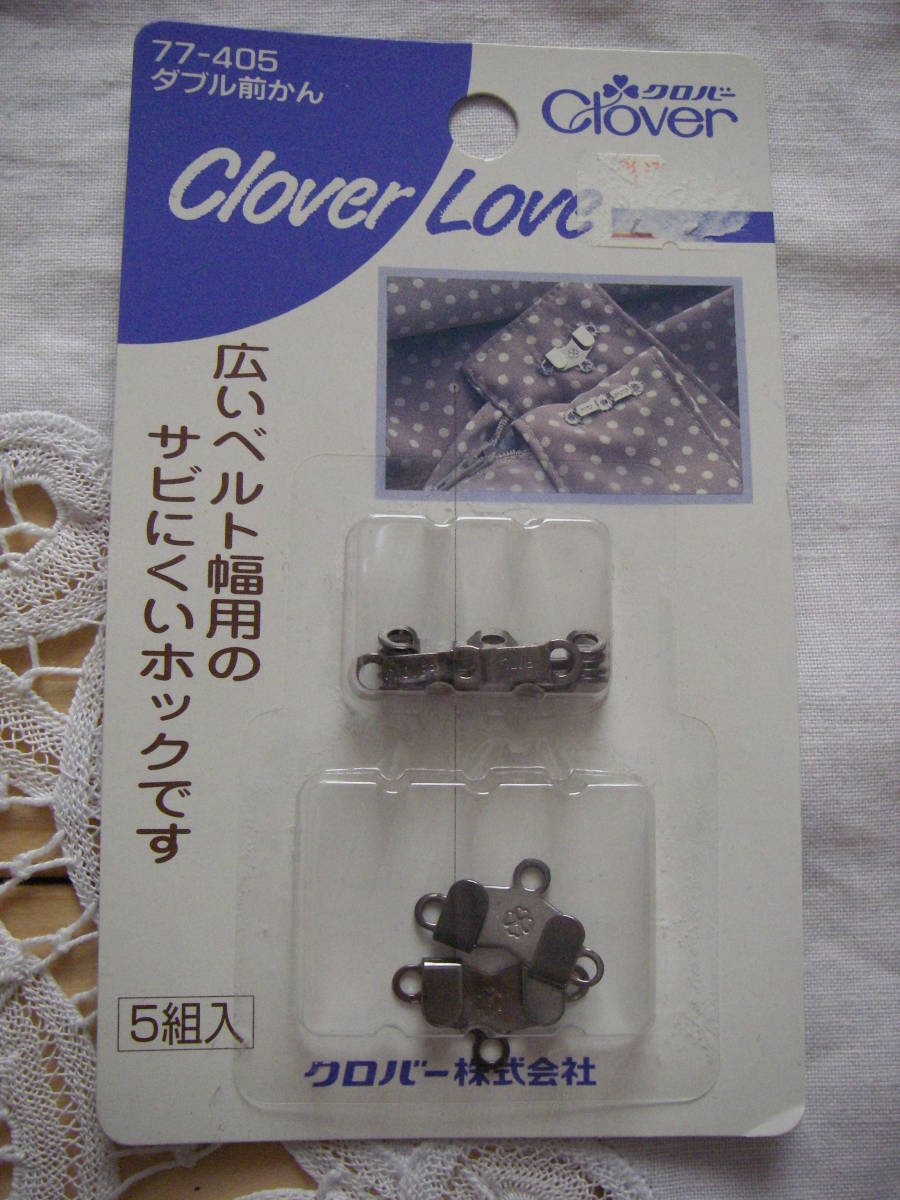 77-405
ダブル前かん
クロバー
Clover
Clover Love
広いベルト幅用の
サビにくいホックです
5組入
クロバー株式会社